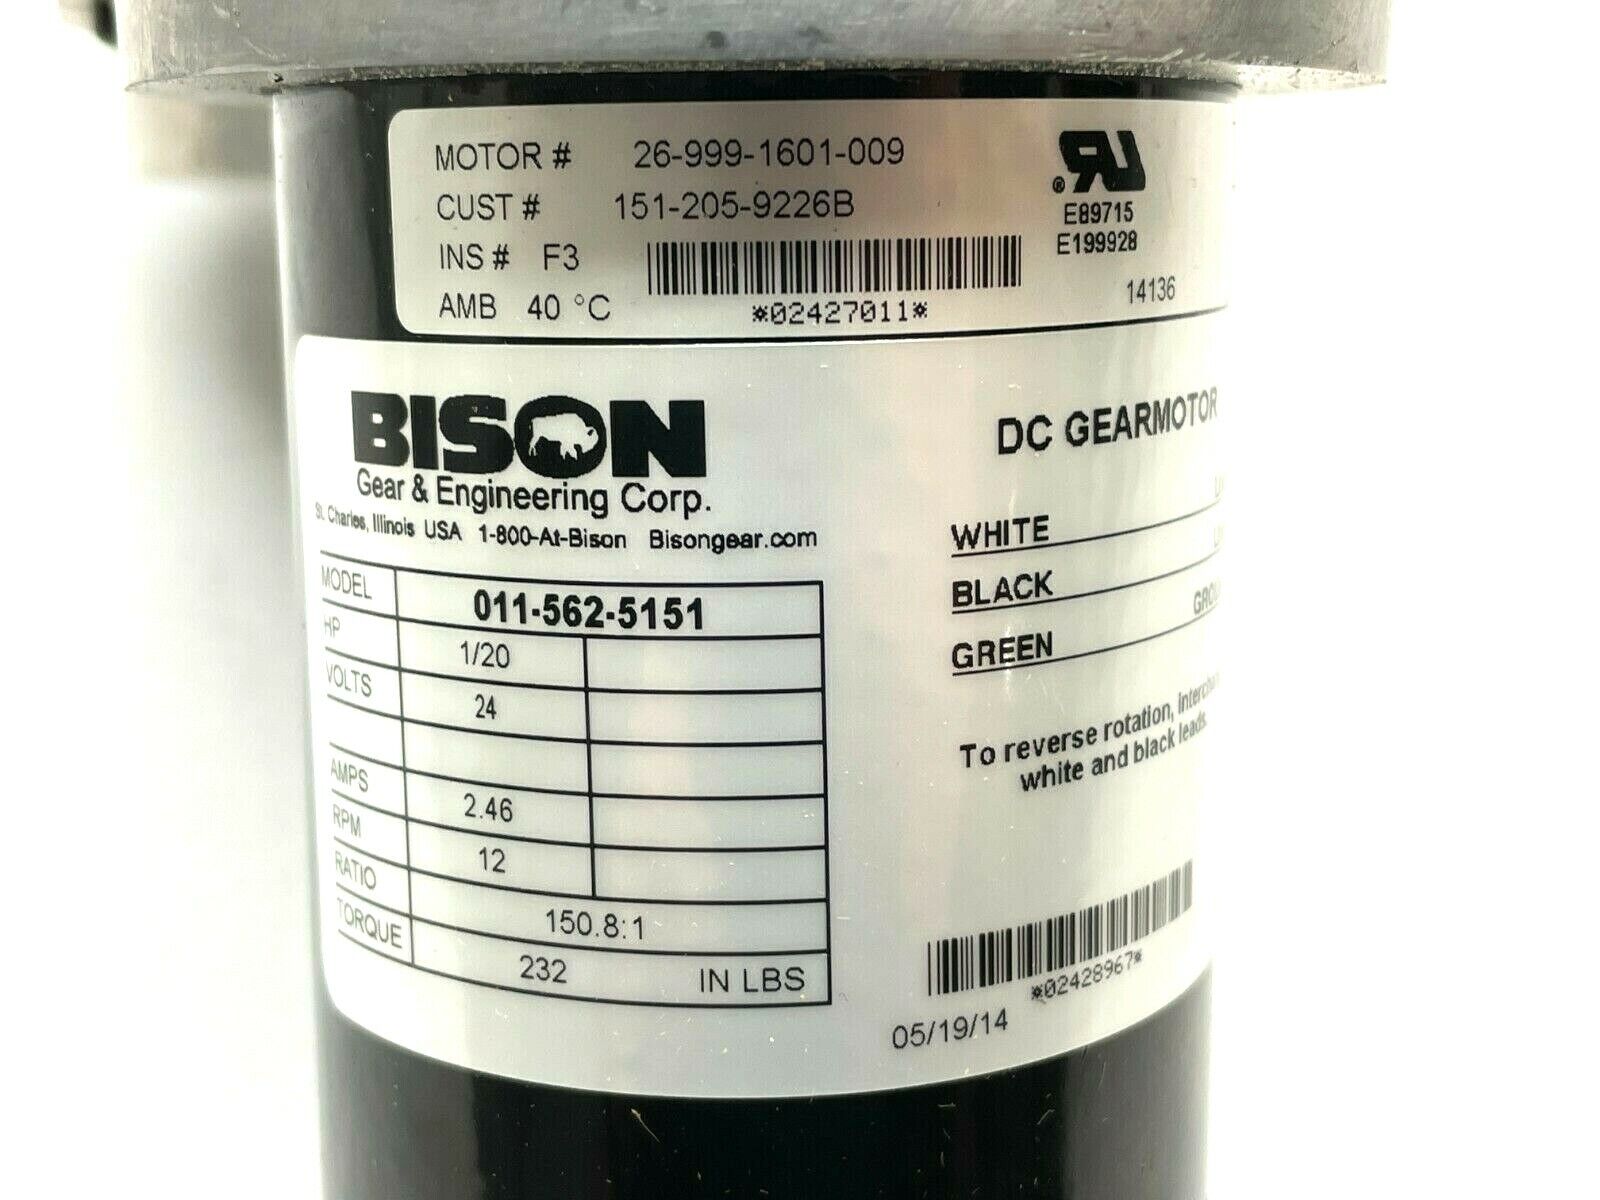 MOTOR # 26-999-1601-009
CUST # 151-205-9226B
INS # F3
AMB 40 °C
*02427011*
®
E89715
E199928
14136
BISON
Gear & Engineering Corp.
St. Charles, Illinois USA 1-800-At-Bison Bisongear.com
MODEL 011-562-5151
HP 1/20
VOLTS 24
AMPS 2.46
RPM 12
RATIO 150.8:1
TORQUE 232 IN LBS
DC GEARMOTOR
WHITE
BLACK
GREEN
To reverse rotation,
white and black leads.
*02428967*
05/19/14